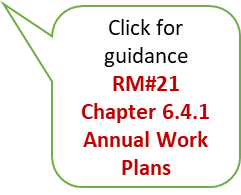 Click for
guidance
RM#21
Chapter 6.4.1
Annual Work
Plans